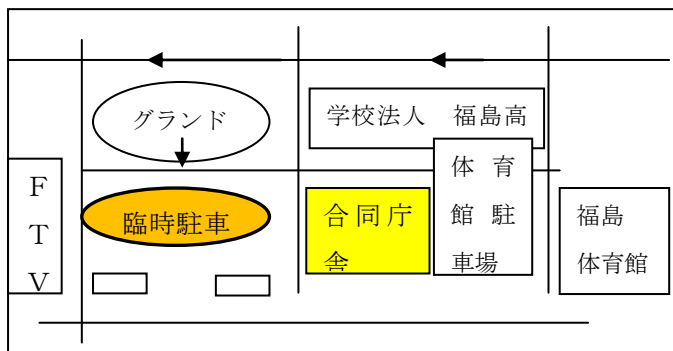 グランド
学校法人　福島高
体 育
館 駐
車場
F
T
V
臨時駐車
合同庁
舎
福島
体育館